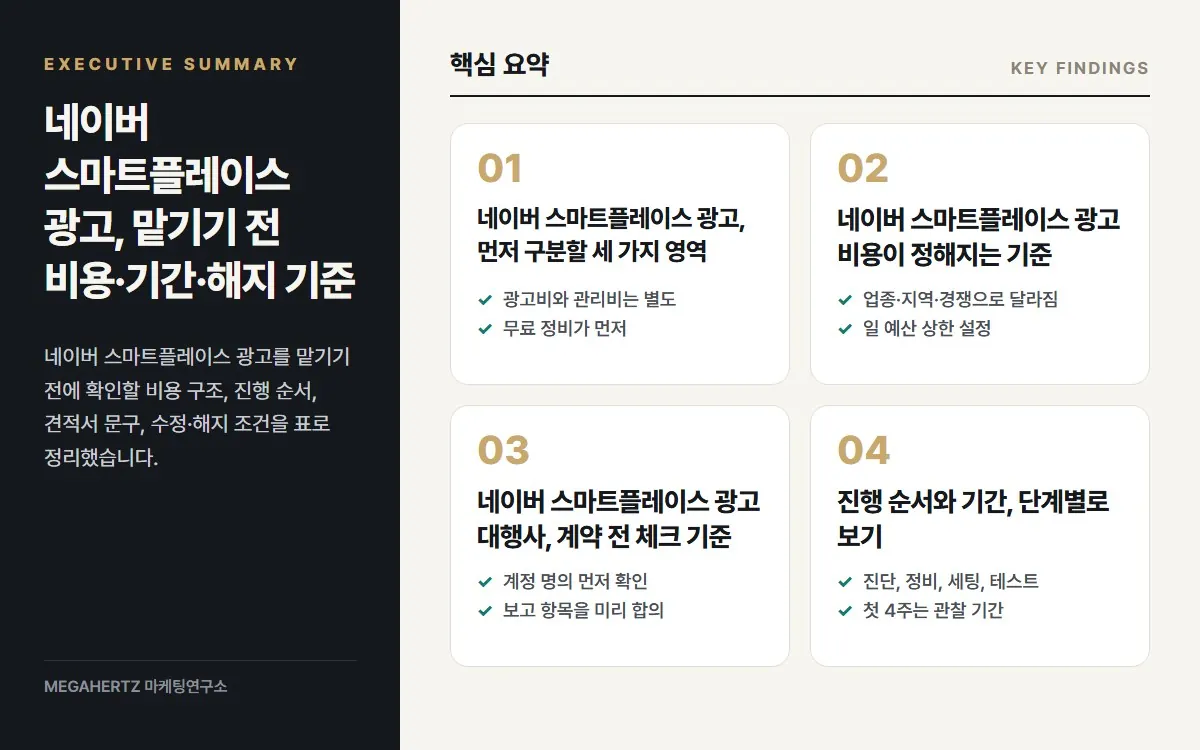 EXECUTIVE SUMMARY
네이버
스마트플레이스
광고, 맡기기 전
비용·기간·해지 기준
네이버 스마트플레이스 광고를 맡기기
전에 확인할 비용 구조, 진행 순서,
견적서 문구, 수정·해지 조건을 표로
정리했습니다.
MEGAHERTZ 마케팅연구소
핵심 요약
KEY FINDINGS
01
네이버 스마트플레이스 광고,
먼저 구분할 세 가지 영역
✓ 광고비와 관리비는 별도
✓ 무료 정비가 먼저
02
네이버 스마트플레이스 광고
비용이 정해지는 기준
✓ 업종·지역·경쟁으로 달라짐
✓ 일 예산 상한 설정
03
네이버 스마트플레이스 광고
대행사, 계약 전 체크 기준
✓ 계정 명의 먼저 확인
✓ 보고 항목을 미리 합의
04
진행 순서와 기간, 단계별로
보기
✓ 진단, 정비, 세팅, 테스트
✓ 첫 4주는 관찰 기간